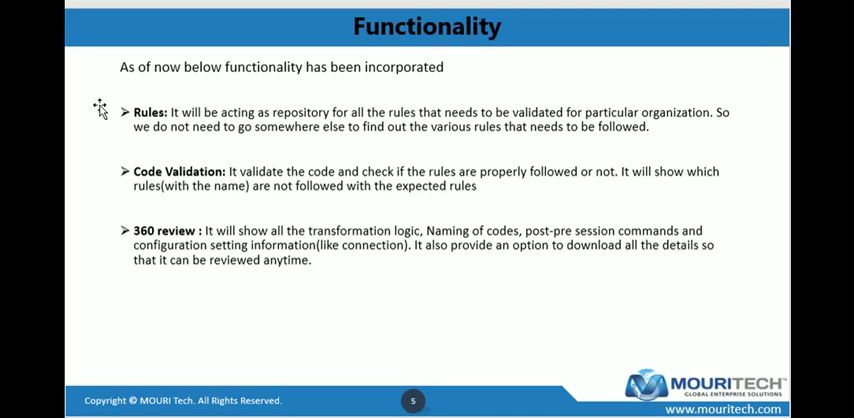 Functionality
As of now below functionality has been incorporated
➢ Rules: It will be acting as repository for all the rules that needs to be validated for particular organization. So
we do not need to go somewhere else to find out the various rules that needs to be followed.
➢ Code Validation: It validate the code and check if the rules are properly followed or not. It will show which
rules(with the name) are not followed with the expected rules
➢ 360 review : It will show all the transformation logic, Naming of codes, post-pre session commands and
configuration setting information(like connection). It also provide an option to download all the details so
that it can be reviewed anytime.
Copyright © MOURI Tech. All Rights Reserved.
5
MOURITECH™
GLOBAL ENTERPRISE SOLUTIONS
www.mouritech.com